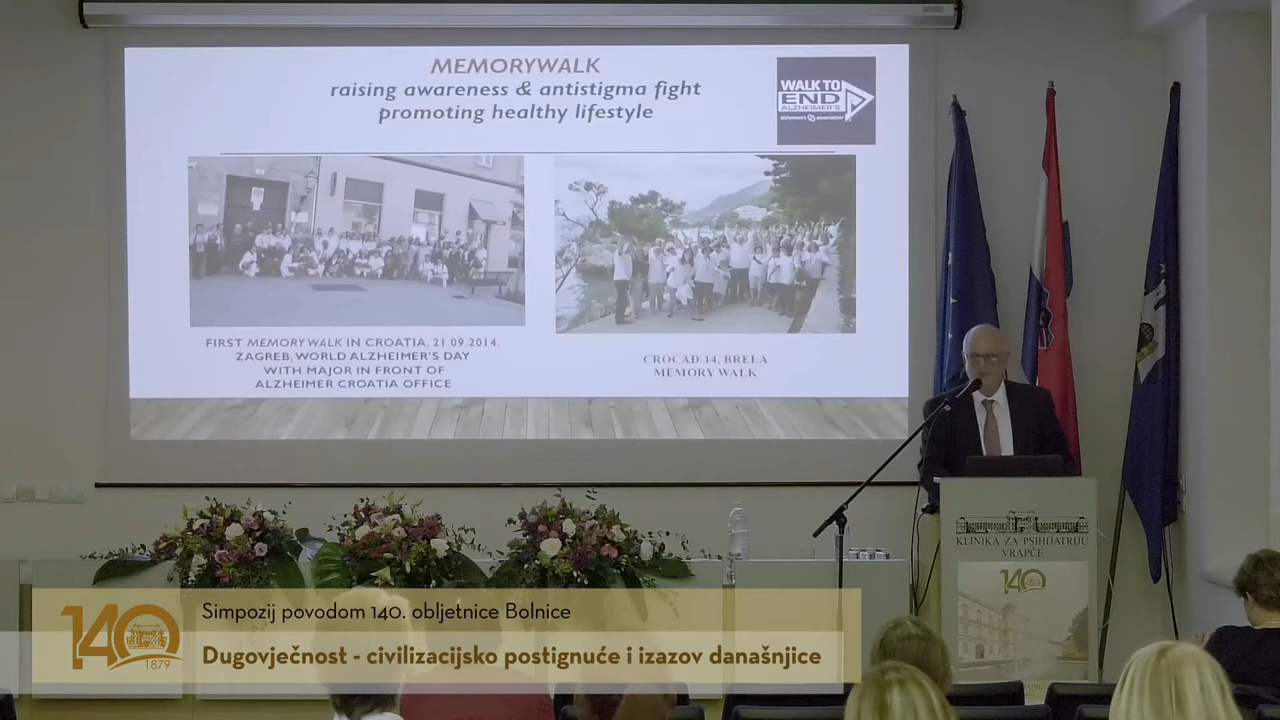 MEMORYWALK
raising awareness & antistigma fight
promoting healthy lifestyle
WALK TO
END
ALZHEIMER'S
alzheimer's association
FIRST MEMORY WALK IN CROATIA, 21.09.2014.
ZAGREB, WORLD ALZHEIMER'S DAY
WITH MAJOR IN FRONT OF
ALZHEIMER CROATIA OFFICE
CROCAD-14, BRELA
MEMORY WALK
KLINIKA ZA PSIHIJATRIJU
VRAPČE
140
140
1879
Simpozij povodom 140. obljetnice Bolnice
Dugovječnost - civilizacijsko postignuće i izazov današnjice